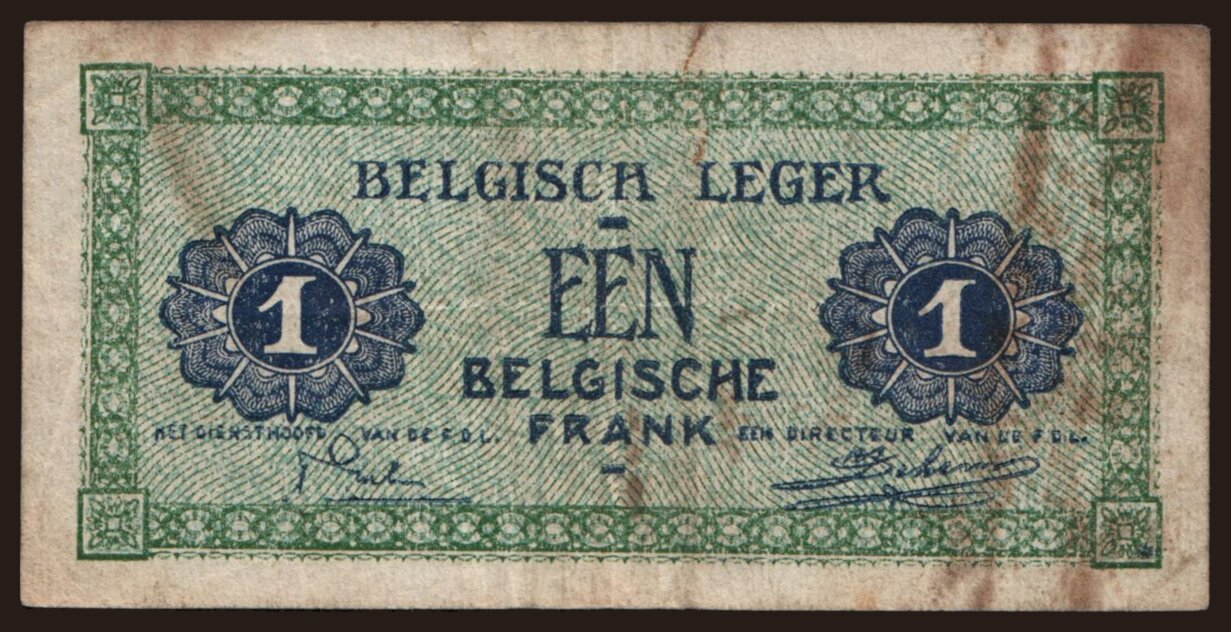 BELGISCH LEGER
EEN
1 1
BELGISCHE
HET DIENSTHOOFD VAN DE F.D.L. FRANK EEN DIRECTEUR VAN DE F.D.L.